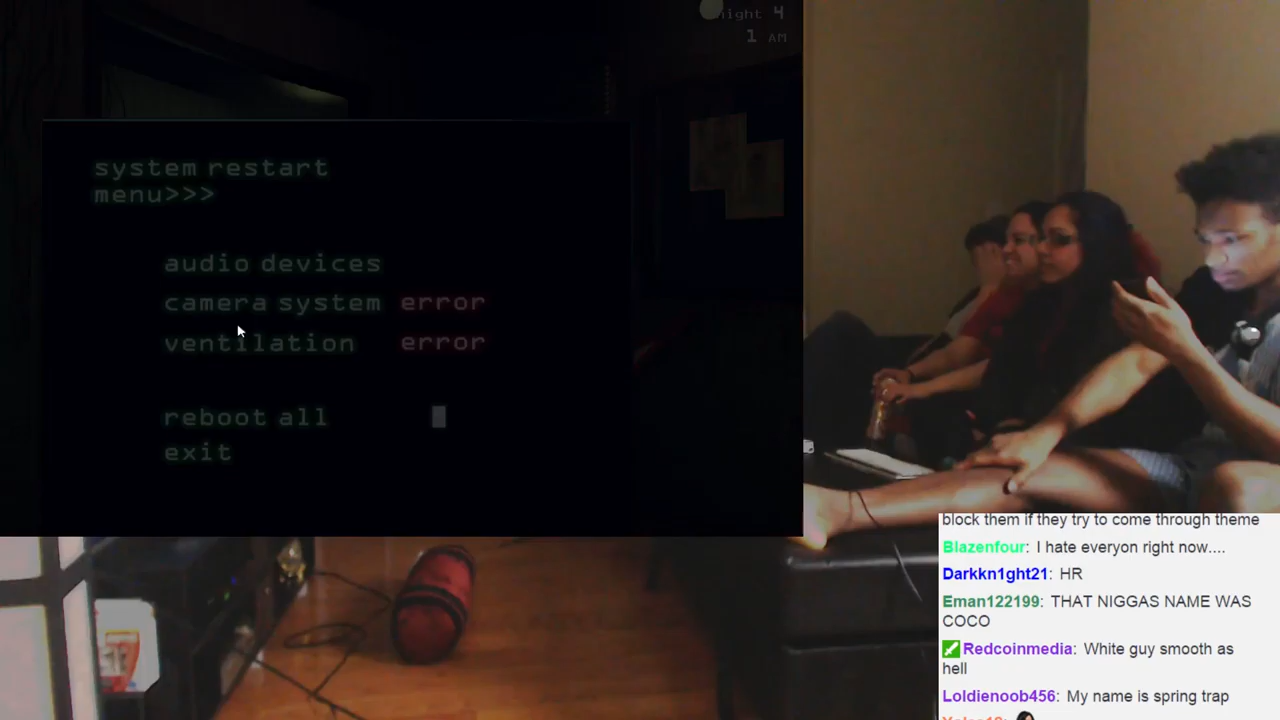 night 4
1 AM
system restart
menu>>>
audio devices
camera system error
ventilation error
reboot all
exit
block them if they try to come through theme
Blazenfour: I hate everyon right now....
Darkkn1ght21: HR
Eman122199: THAT NIGGAS NAME WAS
COCO
Redcoinmedia: White guy smooth as
hell
Loldienoob456: My name is spring trap